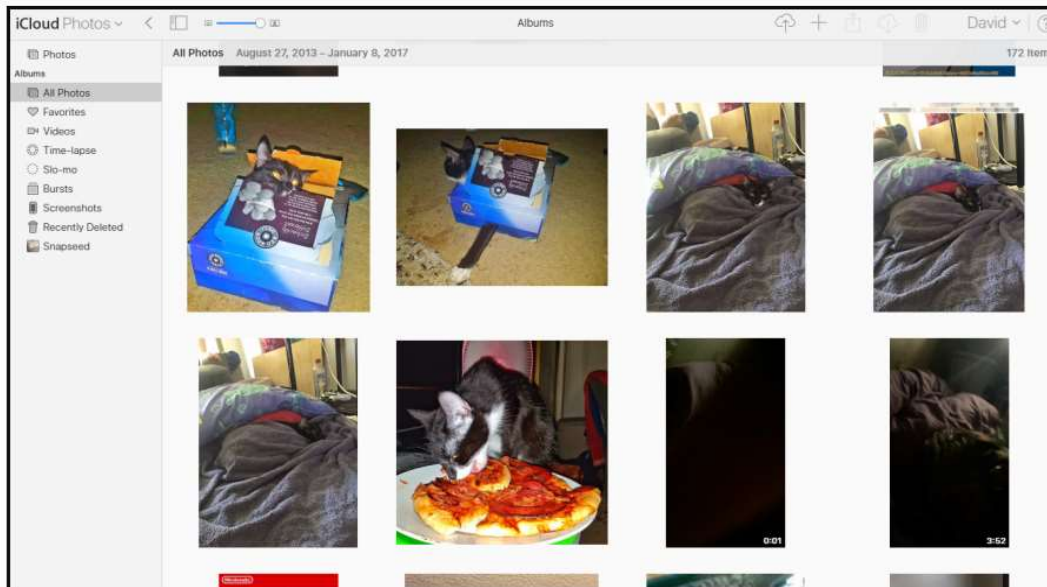 iCloud Photos
Albums
David
Photos
Albums
All Photos
Favorites
Videos
Time-lapse
Slo-mo
Bursts
Screenshots
Recently Deleted
Snapseed
All Photos August 27, 2013 – January 8, 2017
172 Item
0:01
3:52
Nintendo